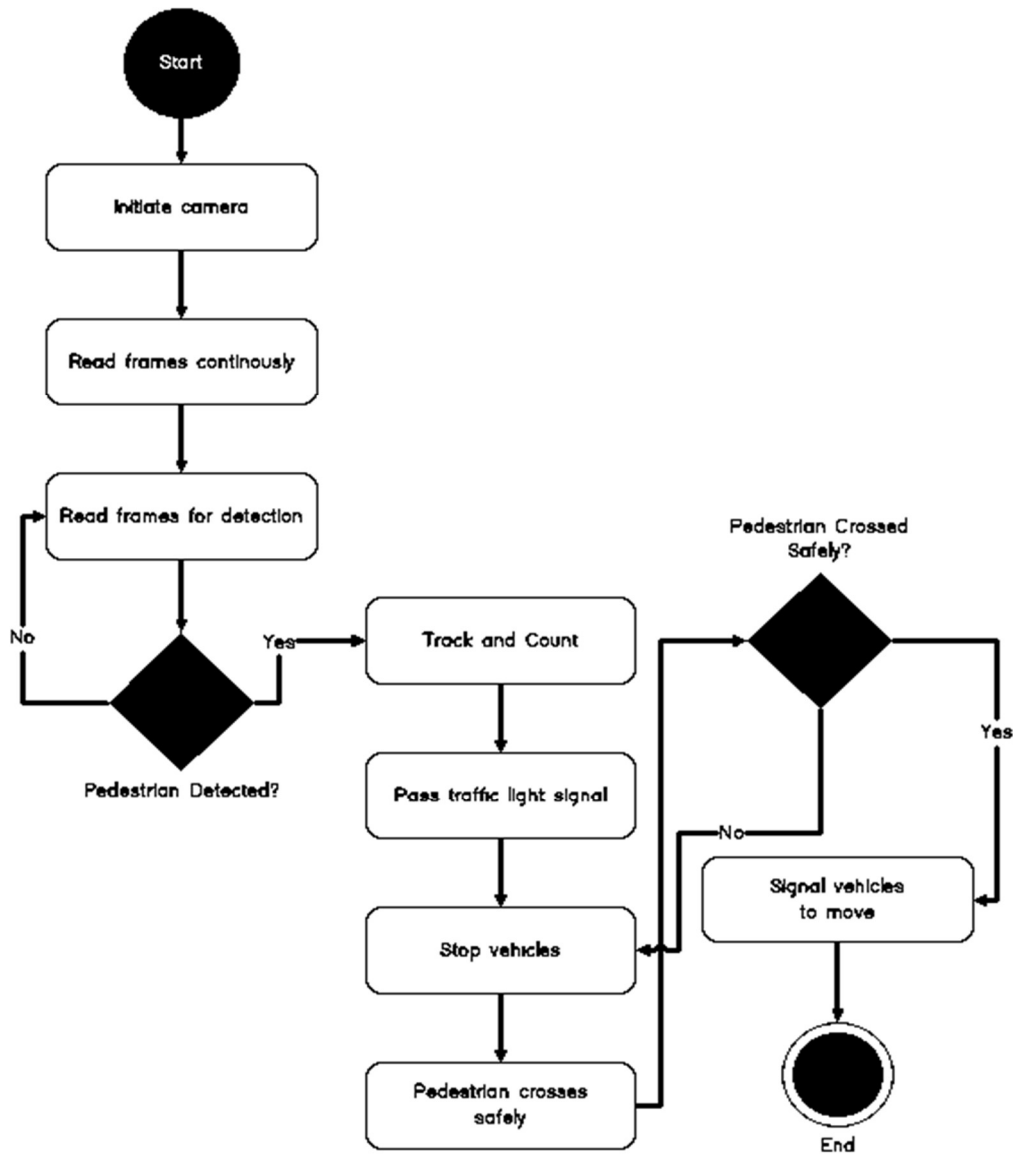 Start
Initiate camera
Read frames continously
Read frames for detection
No
Yes
Pedestrian Detected?
Track and Count
Pass traffic light signal
Stop vehicles
Pedestrian crosses
safely
Pedestrian Crossed
Safely?
No
Yes
Signal vehicles
to move
End